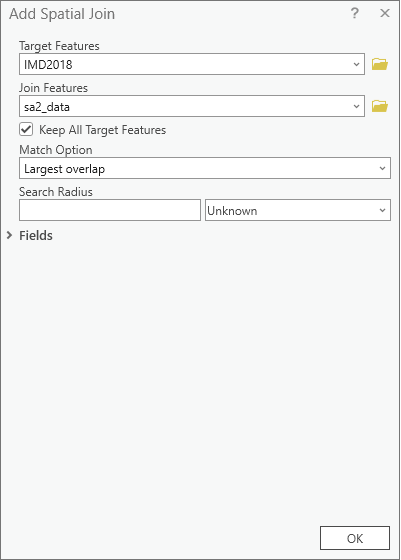 Add Spatial Join ?
Target Features
IMD2018
Join Features
sa2_data
Keep All Target Features
Match Option
Largest overlap
Search Radius
Unknown
Fields
OK